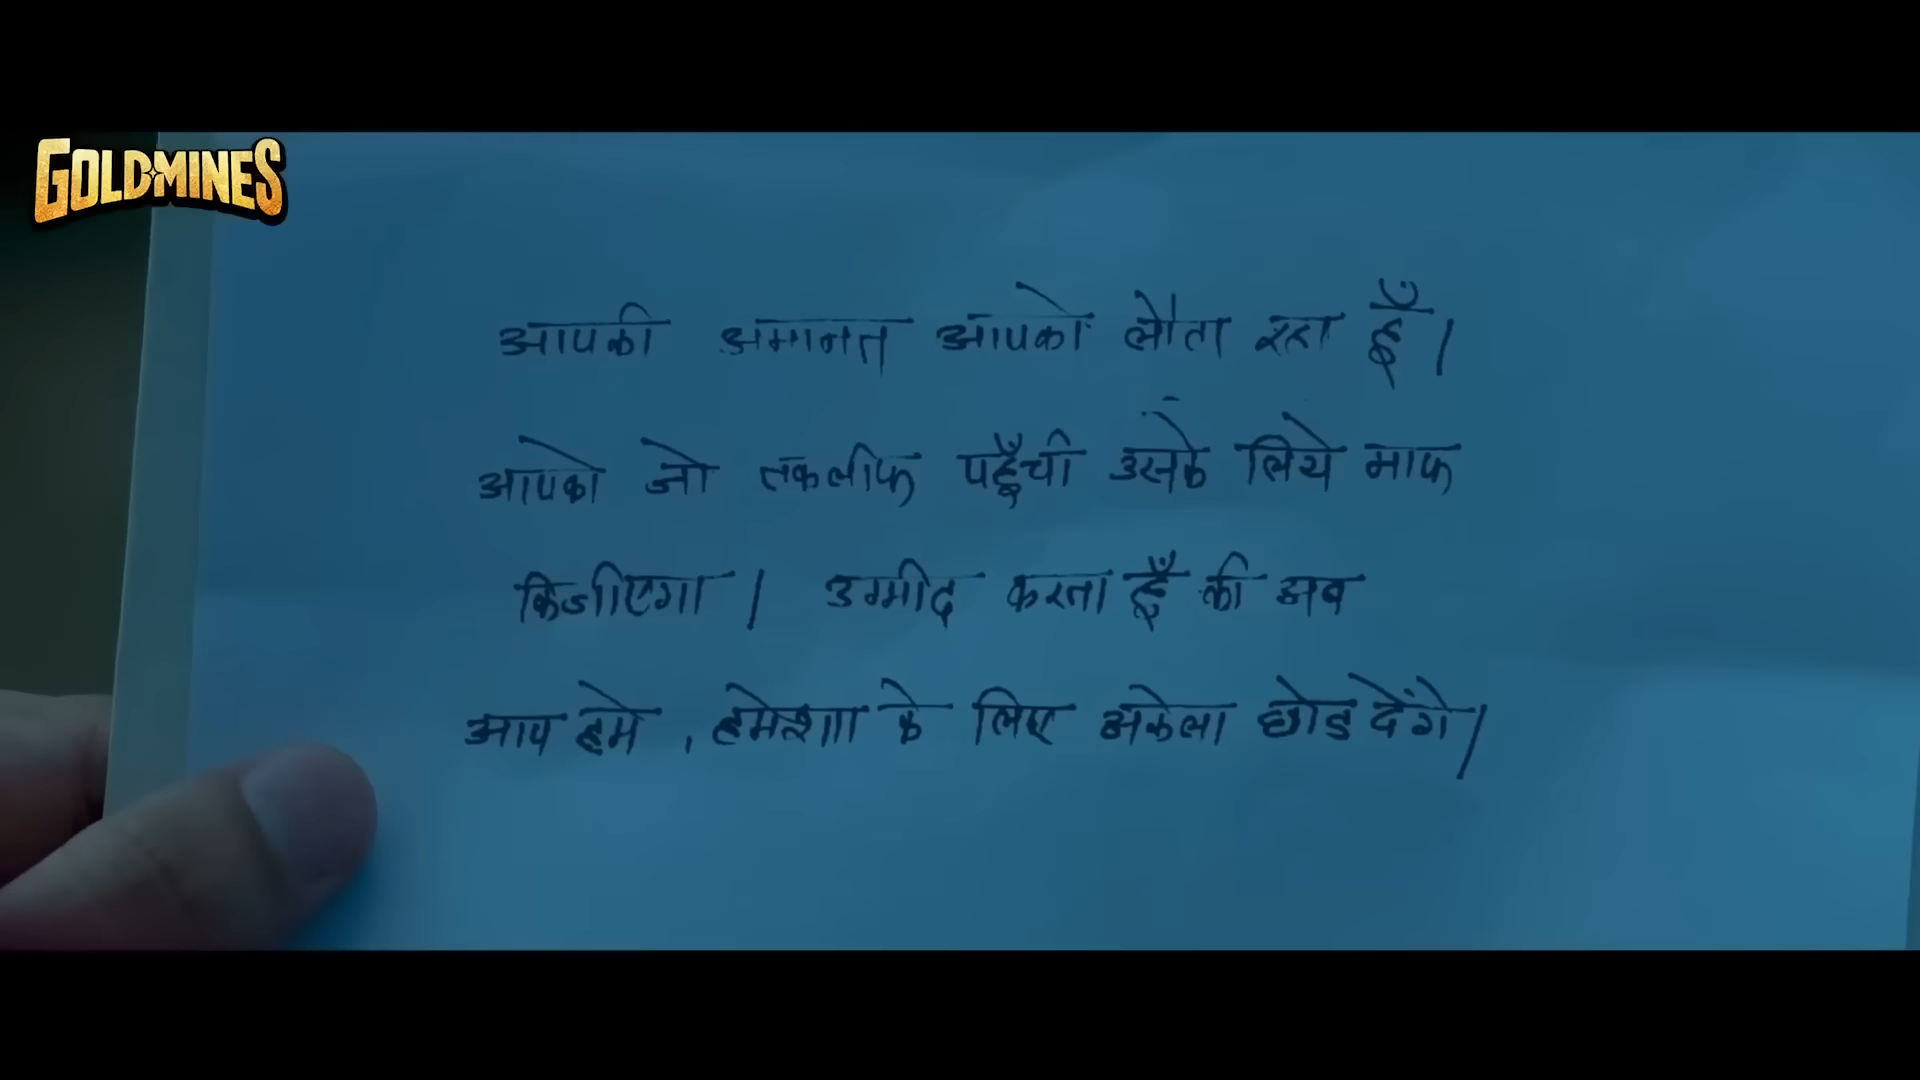 GOLDMINES
आपकी अमानत आपको लौटा रहा हूँ।
आपको जो तकलीफ पहुँची उसके लिये माफ
किजीएगा। उम्मीद करता हूँ की अब
आप हमे, हमेशा के लिए अकेला छोड देंगे।